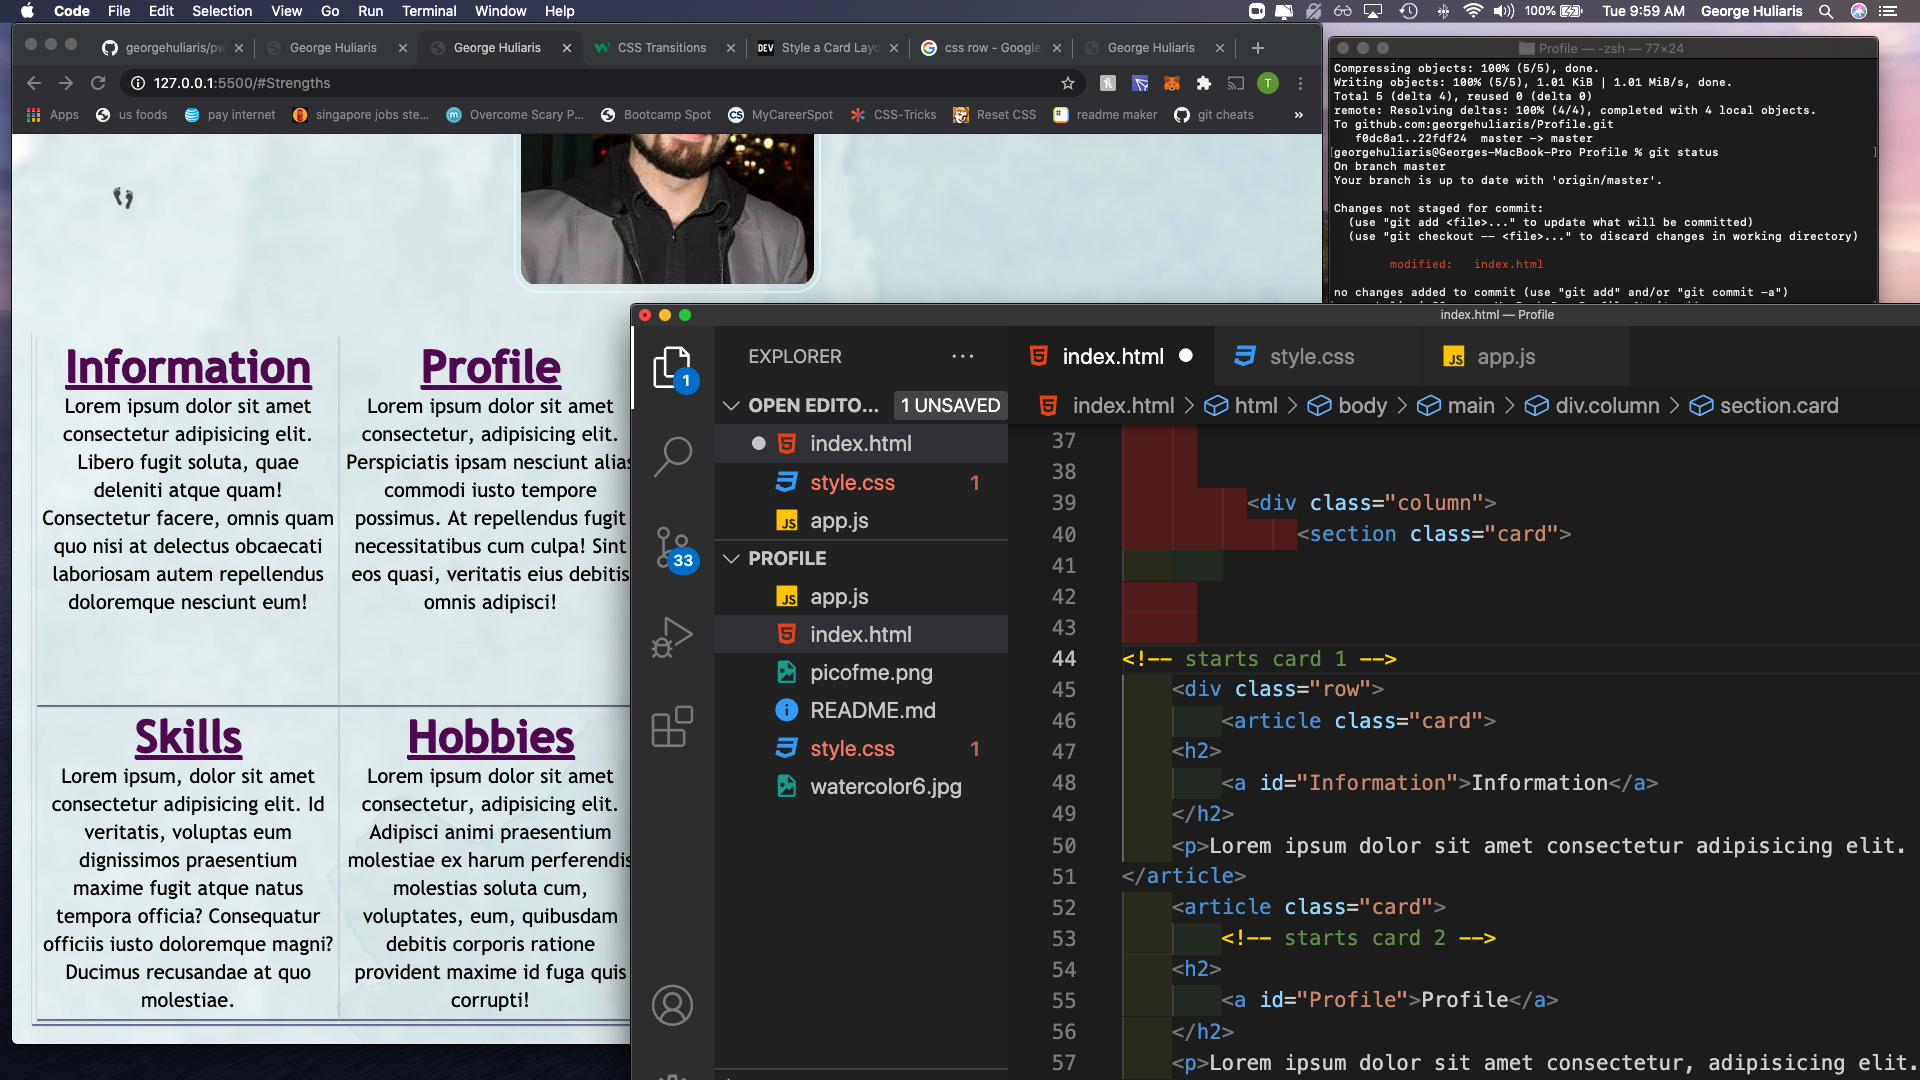 Code File Edit Selection View Go Run Terminal Window Help 100% Tue 9:59 AM George Huliaris
georgehuliaris/pw
George Huliaris
George Huliaris
CSS Transitions
DEV Style a Card Layo
css row - Google
George Huliaris
127.0.0.1:5500/#Strengths
T
Apps us foods pay internet singapore jobs ste... Overcome Scary P... Bootcamp Spot CS MyCareerSpot CSS-Tricks Reset CSS readme maker git cheats »
Profile — -zsh — 77×24
Compressing objects: 100% (5/5), done.
Writing objects: 100% (5/5), 1.01 KiB | 1.01 MiB/s, done.
Total 5 (delta 4), reused 0 (delta 0)
remote: Resolving deltas: 100% (4/4), completed with 4 local objects.
To github.com:georgehuliaris/Profile.git
f0dc8a1..22fdf24 master -> master
[georgehuliaris@Georges-MacBook-Pro Profile % git status ]
On branch master
Your branch is up to date with 'origin/master'.
Changes not staged for commit:
(use "git add <file>..." to update what will be committed)
(use "git checkout -- <file>..." to discard changes in working directory)
modified: index.html
no changes added to commit (use "git add" and/or "git commit -a")
Information
Lorem ipsum dolor sit amet
consectetur adipisicing elit.
Libero fugit soluta, quae
deleniti atque quam!
Consectetur facere, omnis quam
quo nisi at delectus obcaecati
laboriosam autem repellendus
doloremque nesciunt eum!
Profile
Lorem ipsum dolor sit amet
consectetur, adipisicing elit.
Perspiciatis ipsam nesciunt alias
commodi iusto tempore
possimus. At repellendus fugit
necessitatibus cum culpa! Sint
eos quasi, veritatis eius debitis
omnis adipisci!
Skills
Lorem ipsum, dolor sit amet
consectetur adipisicing elit. Id
veritatis, voluptas eum
dignissimos praesentium
maxime fugit atque natus
tempora officia? Consequatur
officiis iusto doloremque magni?
Ducimus recusandae at quo
molestiae.
Hobbies
Lorem ipsum dolor sit amet
consectetur, adipisicing elit.
Adipisci animi praesentium
molestiae ex harum perferendis
molestias soluta cum,
voluptates, eum, quibusdam
debitis corporis ratione
provident maxime id fuga quis
corrupti!
index.html — Profile
1
33
EXPLORER ...
OPEN EDITO... 1 UNSAVED
index.html
style.css 1
JS app.js
PROFILE
JS app.js
index.html
picofme.png
README.md
style.css 1
watercolor6.jpg
index.html style.css JS app.js
index.html > html > body > main > div.column > section.card
37
38
39 <div class="column">
40 <section class="card">
41
42
43
44 <!-- starts card 1 -->
45 <div class="row">
46 <article class="card">
47 <h2>
48 <a id="Information">Information</a>
49 </h2>
50 <p>Lorem ipsum dolor sit amet consectetur adipisicing elit.
51 </article>
52 <article class="card">
53 <!-- starts card 2 -->
54 <h2>
55 <a id="Profile">Profile</a>
56 </h2>
57 <p>Lorem ipsum dolor sit amet consectetur, adipisicing elit.